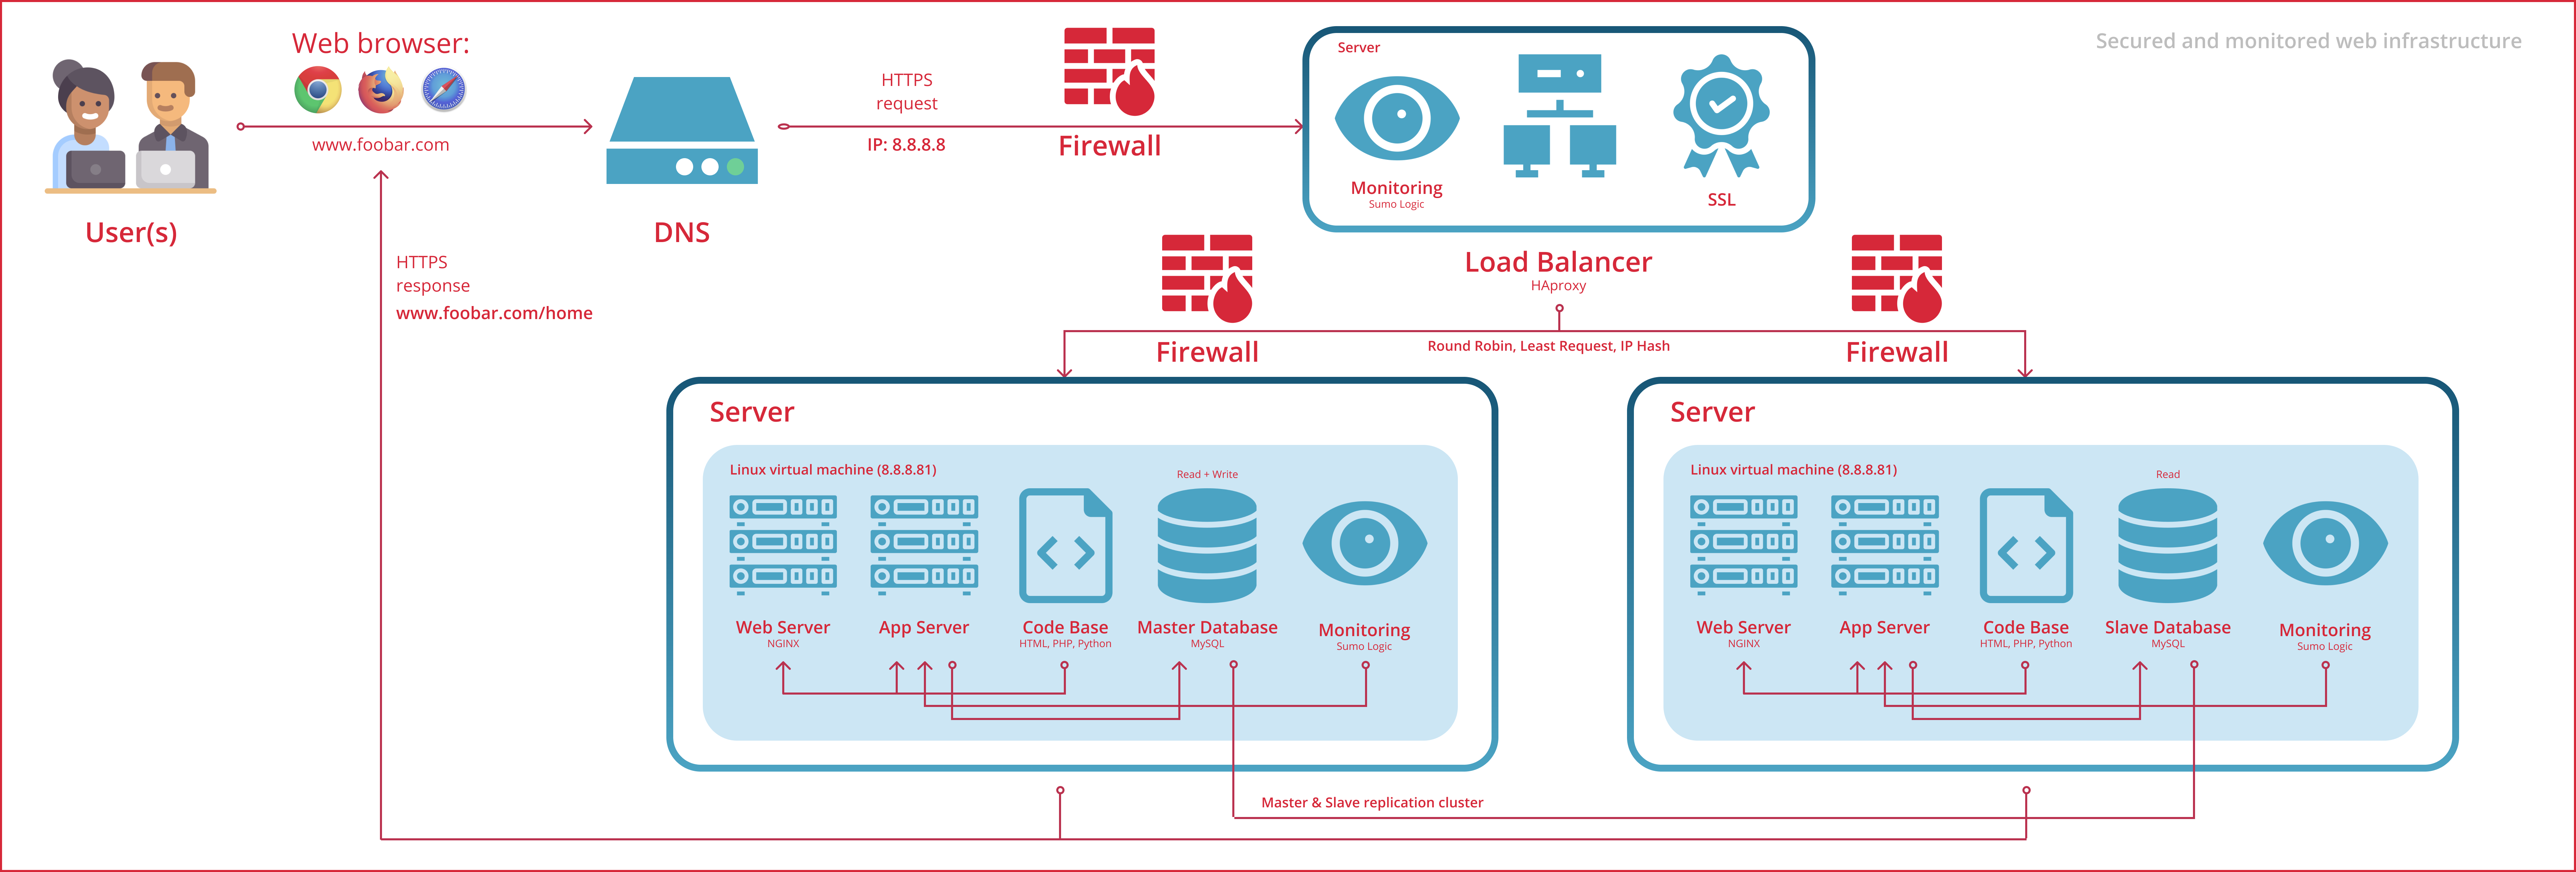 Web browser:
www.foobar.com
User(s)
DNS
HTTPS
request
IP: 8.8.8.8
Firewall
Server
Monitoring
Sumo Logic
SSL
Secured and monitored web infrastructure
Load Balancer
HAproxy
HTTPS
response
www.foobar.com/home
Firewall
Round Robin, Least Request, IP Hash
Firewall
Server
Linux virtual machine (8.8.8.81)
Read + Write
Web Server
NGINX
App Server
Code Base
HTML, PHP, Python
Master Database
MySQL
Monitoring
Sumo Logic
Server
Linux virtual machine (8.8.8.81)
Read
Web Server
NGINX
App Server
Code Base
HTML, PHP, Python
Slave Database
MySQL
Monitoring
Sumo Logic
Master & Slave replication cluster